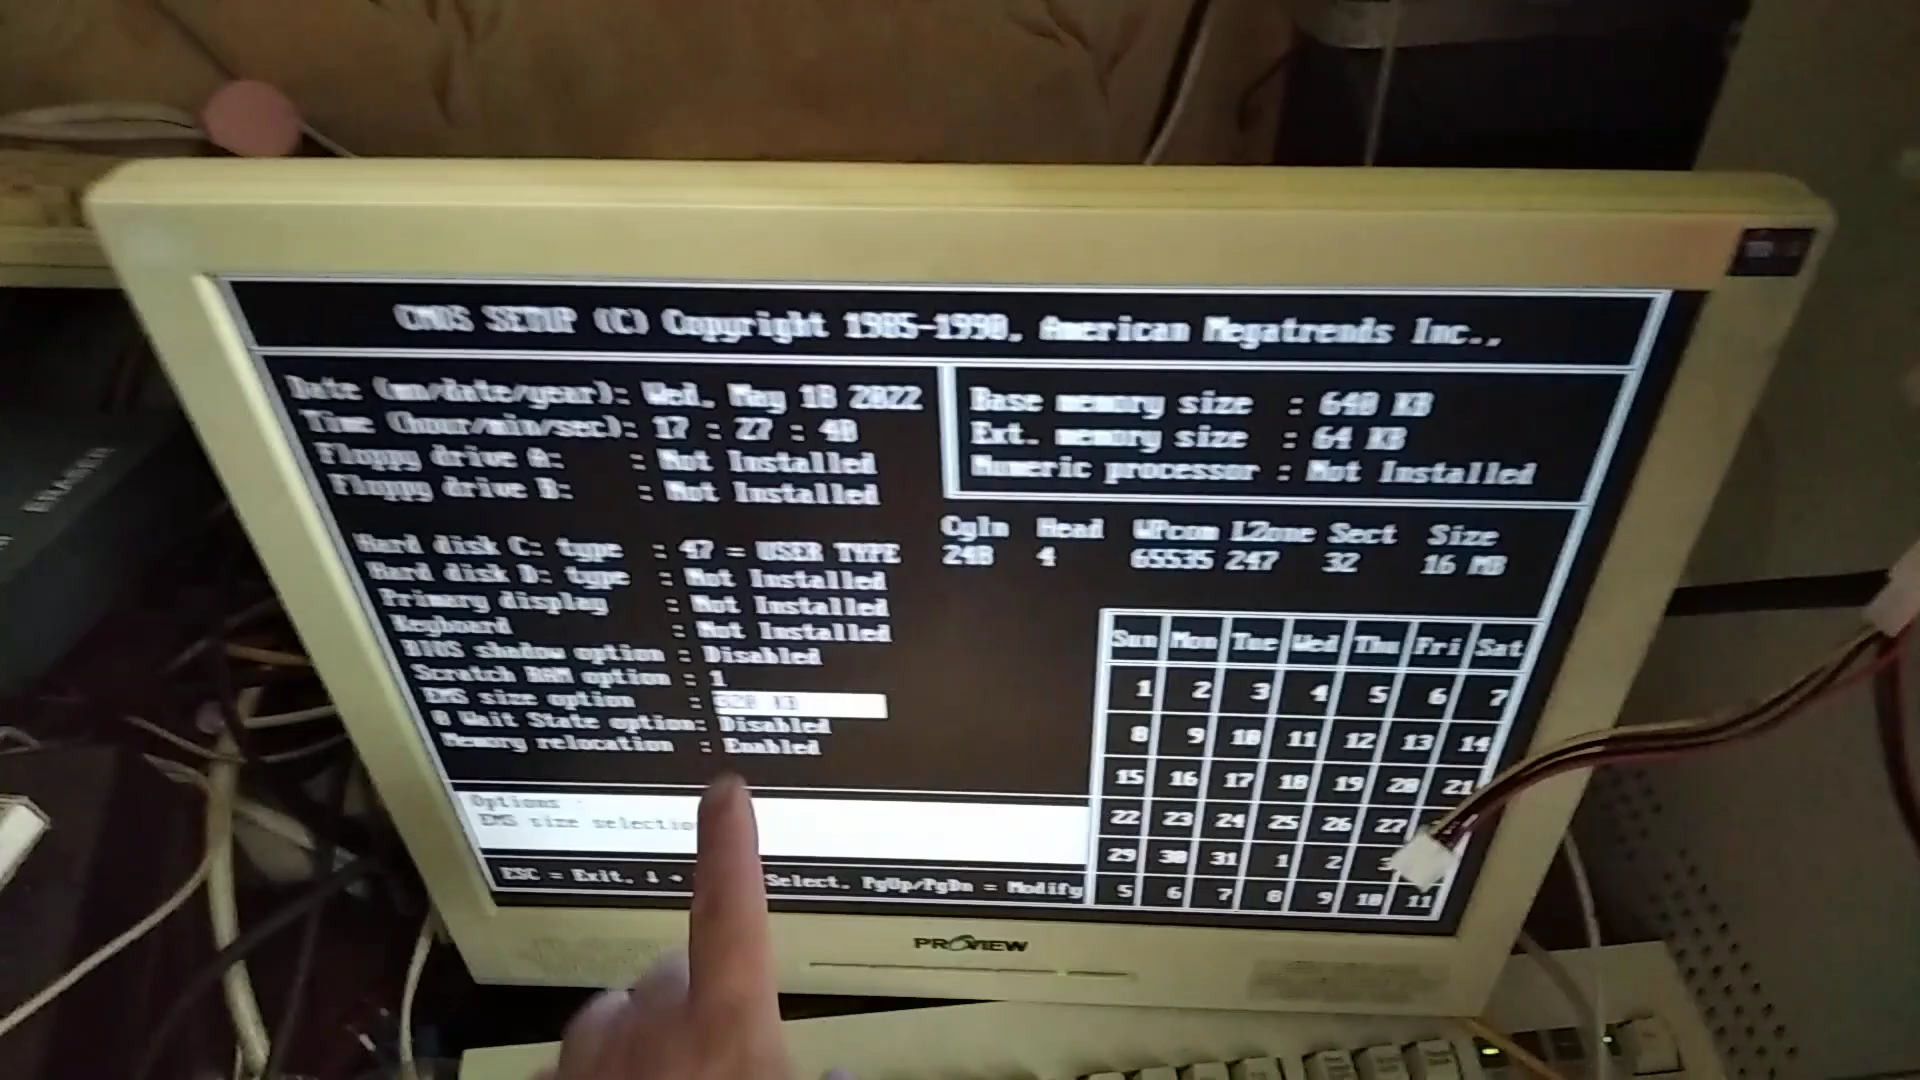 CMOS SETUP (C) Copyright 1985-1990, American Megatrends Inc.,
Date (mn/date/year): Wed, May 18 2022
Time (hour/min/sec): 17 : 27 : 40
Floppy drive A: : Not Installed
Floppy drive B: : Not Installed
Base memory size : 640 KB
Ext. memory size : 64 KB
Numeric processor : Not Installed
Cyln Head WPcom LZone Sect Size
Hard disk C: type : 47 = USER TYPE 248 4 65535 247 32 16 MB
Hard disk D: type : Not Installed
Primary display : Not Installed
Keyboard : Not Installed
BIOS shadow option : Disabled
Scratch RAM option : 1
EMS size option : KB
0 Wait State option: Disabled
Memory relocation : Enabled
Sun Mon Tue Wed Thu Fri Sat
1 2 3 4 5 6 7
8 9 10 11 12 13 14
15 16 17 18 19 20 21
22 23 24 25 26 27
29 30 31 1 2 3
5 6 7 8 9 10 11
Options
EMS size
ESC = Exit, ↓ → Select, PgUp/PgDn = Modify
PROVIEW